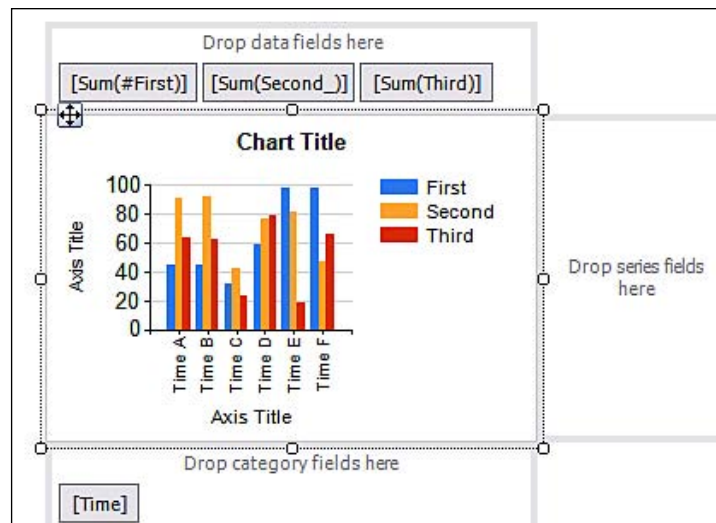 Drop data fields here
[Sum(#First)] [Sum(Second_)] [Sum(Third)]
Chart Title
100
80
60
40
20
0
Axis Title
Time A
Time B
Time C
Time D
Time E
Time F
Axis Title
First
Second
Third
Drop series fields
here
Drop category fields here
[Time]